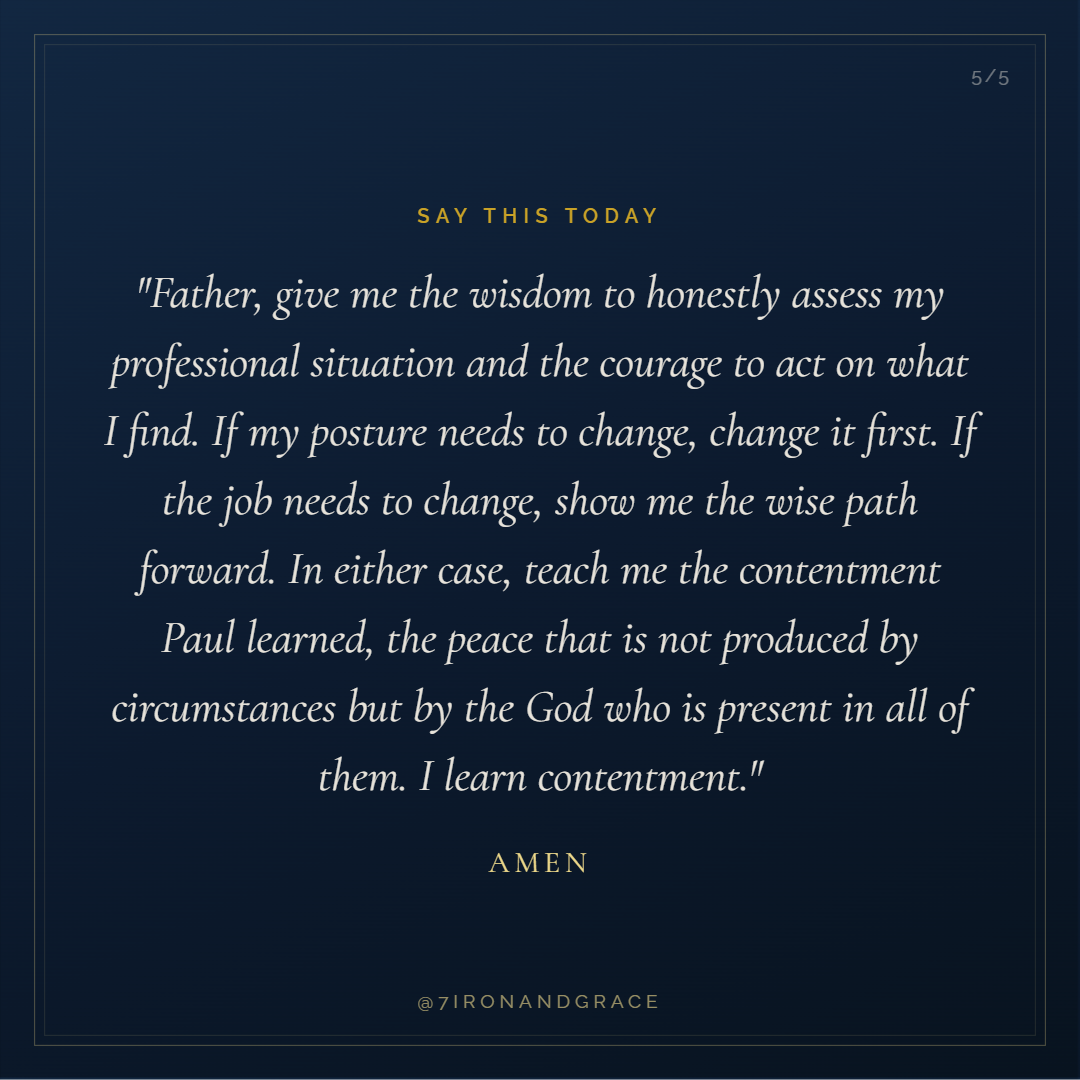 5/5
SAY THIS TODAY
"Father, give me the wisdom to honestly assess my
professional situation and the courage to act on what
I find. If my posture needs to change, change it first. If
the job needs to change, show me the wise path
forward. In either case, teach me the contentment
Paul learned, the peace that is not produced by
circumstances but by the God who is present in all of
them. I learn contentment."
AMEN
@7IRONANDGRACE